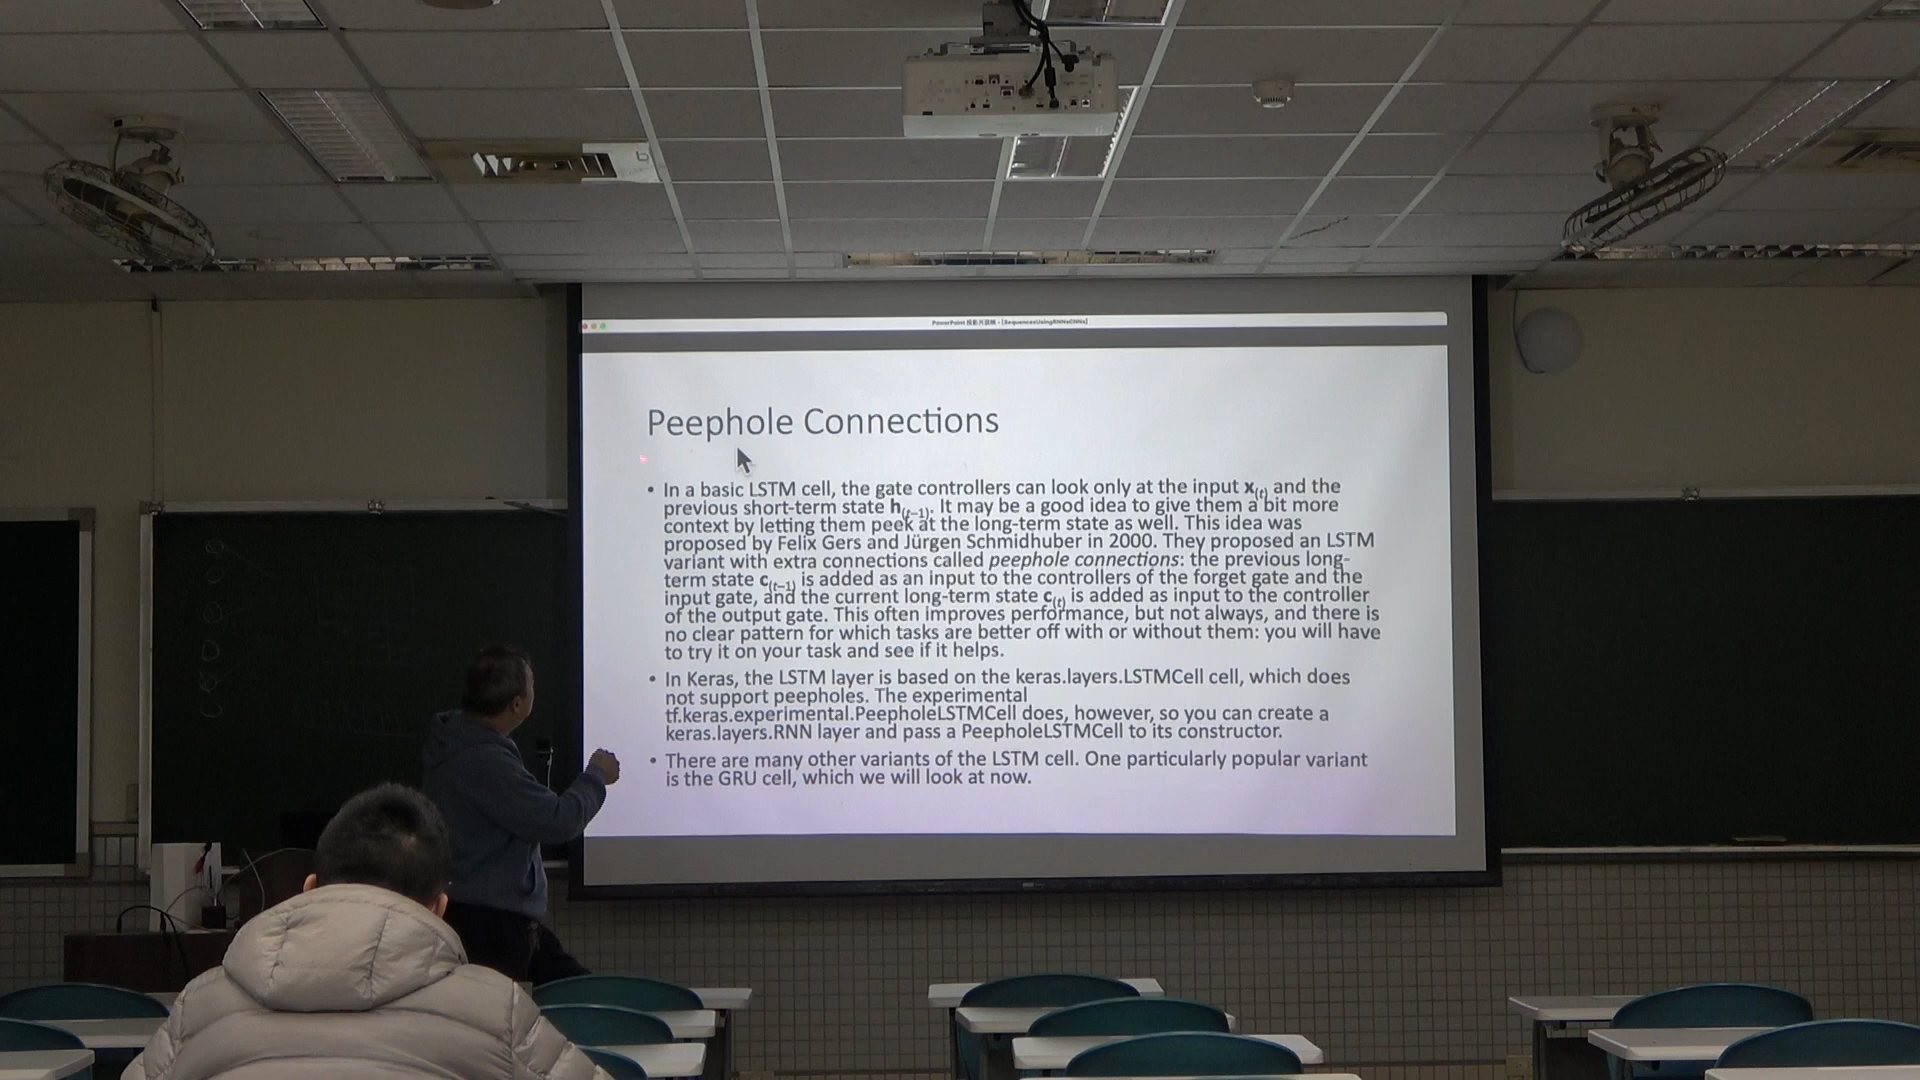 PowerPoint 投影片放映 - [SequencesUsingRNNsCNNs]
Peephole Connections
• In a basic LSTM cell, the gate controllers can look only at the input x(t) and the
previous short-term state h(t–1). It may be a good idea to give them a bit more
context by letting them peek at the long-term state as well. This idea was
proposed by Felix Gers and Jürgen Schmidhuber in 2000. They proposed an LSTM
variant with extra connections called peephole connections: the previous long-
term state c(t–1) is added as an input to the controllers of the forget gate and the
input gate, and the current long-term state c(t) is added as input to the controller
of the output gate. This often improves performance, but not always, and there is
no clear pattern for which tasks are better off with or without them: you will have
to try it on your task and see if it helps.
• In Keras, the LSTM layer is based on the keras.layers.LSTMCell cell, which does
not support peepholes. The experimental
tf.keras.experimental.PeepholeLSTMCell does, however, so you can create a
keras.layers.RNN layer and pass a PeepholeLSTMCell to its constructor.
• There are many other variants of the LSTM cell. One particularly popular variant
is the GRU cell, which we will look at now.